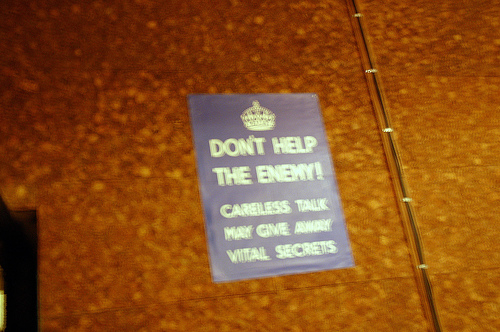 DON'T HELP
THE ENEMY!
CARELESS TALK
MAY GIVE AWAY
VITAL SECRETS